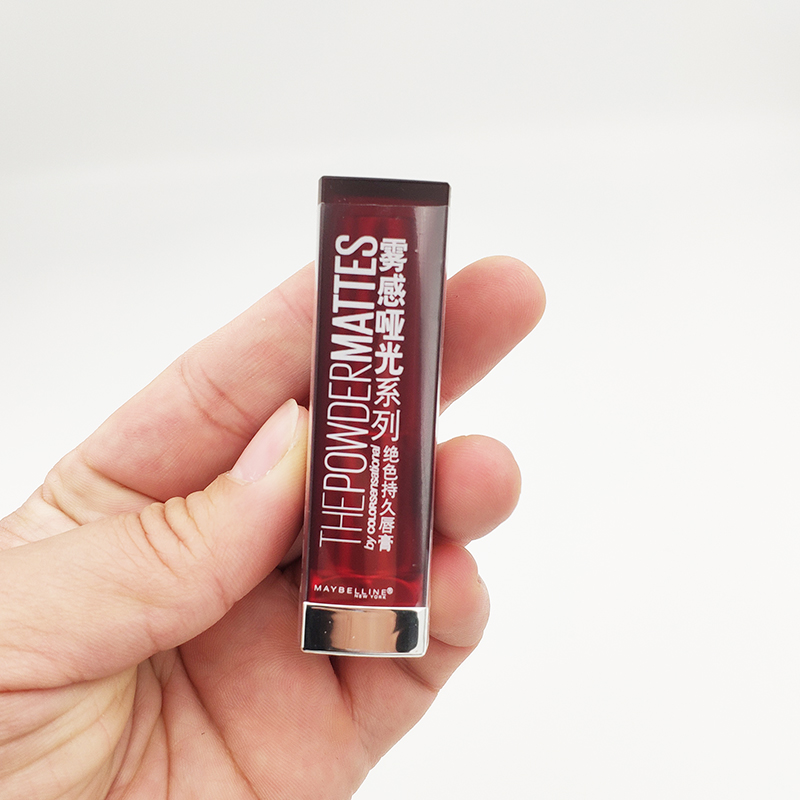 THEPOWDERMATTES
by COLORsensational
雾感哑光系列
绝色持久唇膏
MAYBELLINE®
NEW YORK